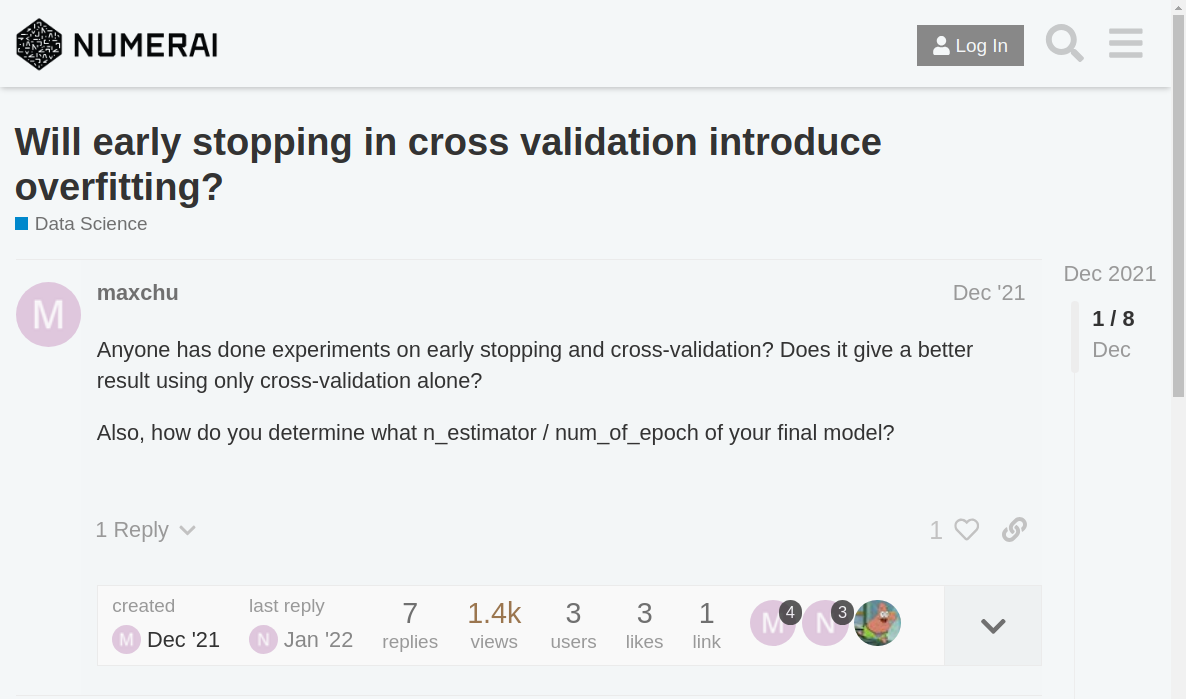 NUMERAI
Log In
Will early stopping in cross validation introduce
overfitting?
Data Science
Dec 2021
1 / 8
Dec
M
maxchu
Dec '21
Anyone has done experiments on early stopping and cross-validation? Does it give a better
result using only cross-validation alone?
Also, how do you determine what n_estimator / num_of_epoch of your final model?
1 Reply
1
created
M Dec '21
last reply
N Jan '22
7
replies
1.4k
views
3
users
3
likes
1
link
M 4
N 3